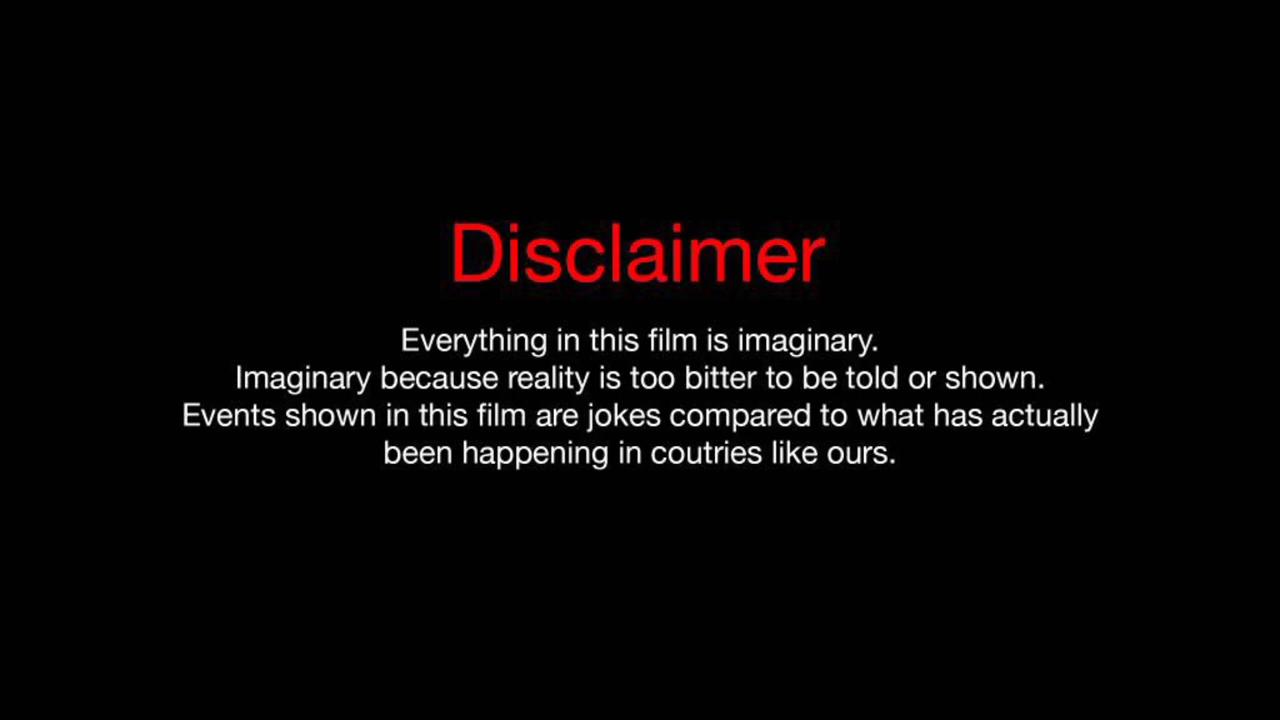 Disclaimer
Everything in this film is imaginary.
Imaginary because reality is too bitter to be told or shown.
Events shown in this film are jokes compared to what has actually
been happening in coutries like ours.